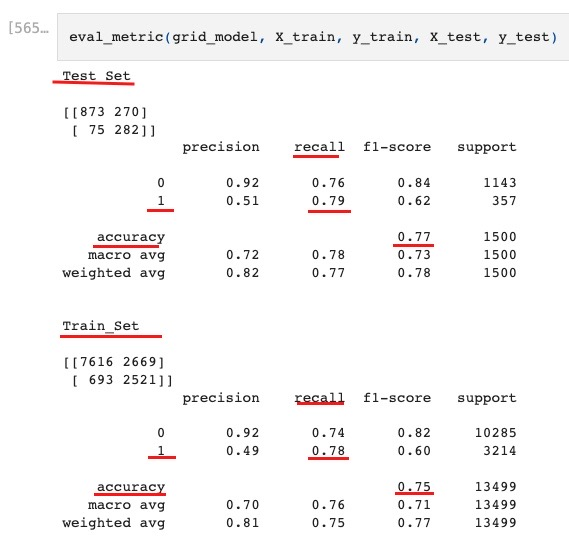 [565…
eval_metric(grid_model, X_train, y_train, X_test, y_test)
Test_Set
[[873 270]
[ 75 282]]
precision recall f1-score support
0 0.92 0.76 0.84 1143
1 0.51 0.79 0.62 357
accuracy 0.77 1500
macro avg 0.72 0.78 0.73 1500
weighted avg 0.82 0.77 0.78 1500
Train_Set
[[7616 2669]
[ 693 2521]]
precision recall f1-score support
0 0.92 0.74 0.82 10285
1 0.49 0.78 0.60 3214
accuracy 0.75 13499
macro avg 0.70 0.76 0.71 13499
weighted avg 0.81 0.75 0.77 13499